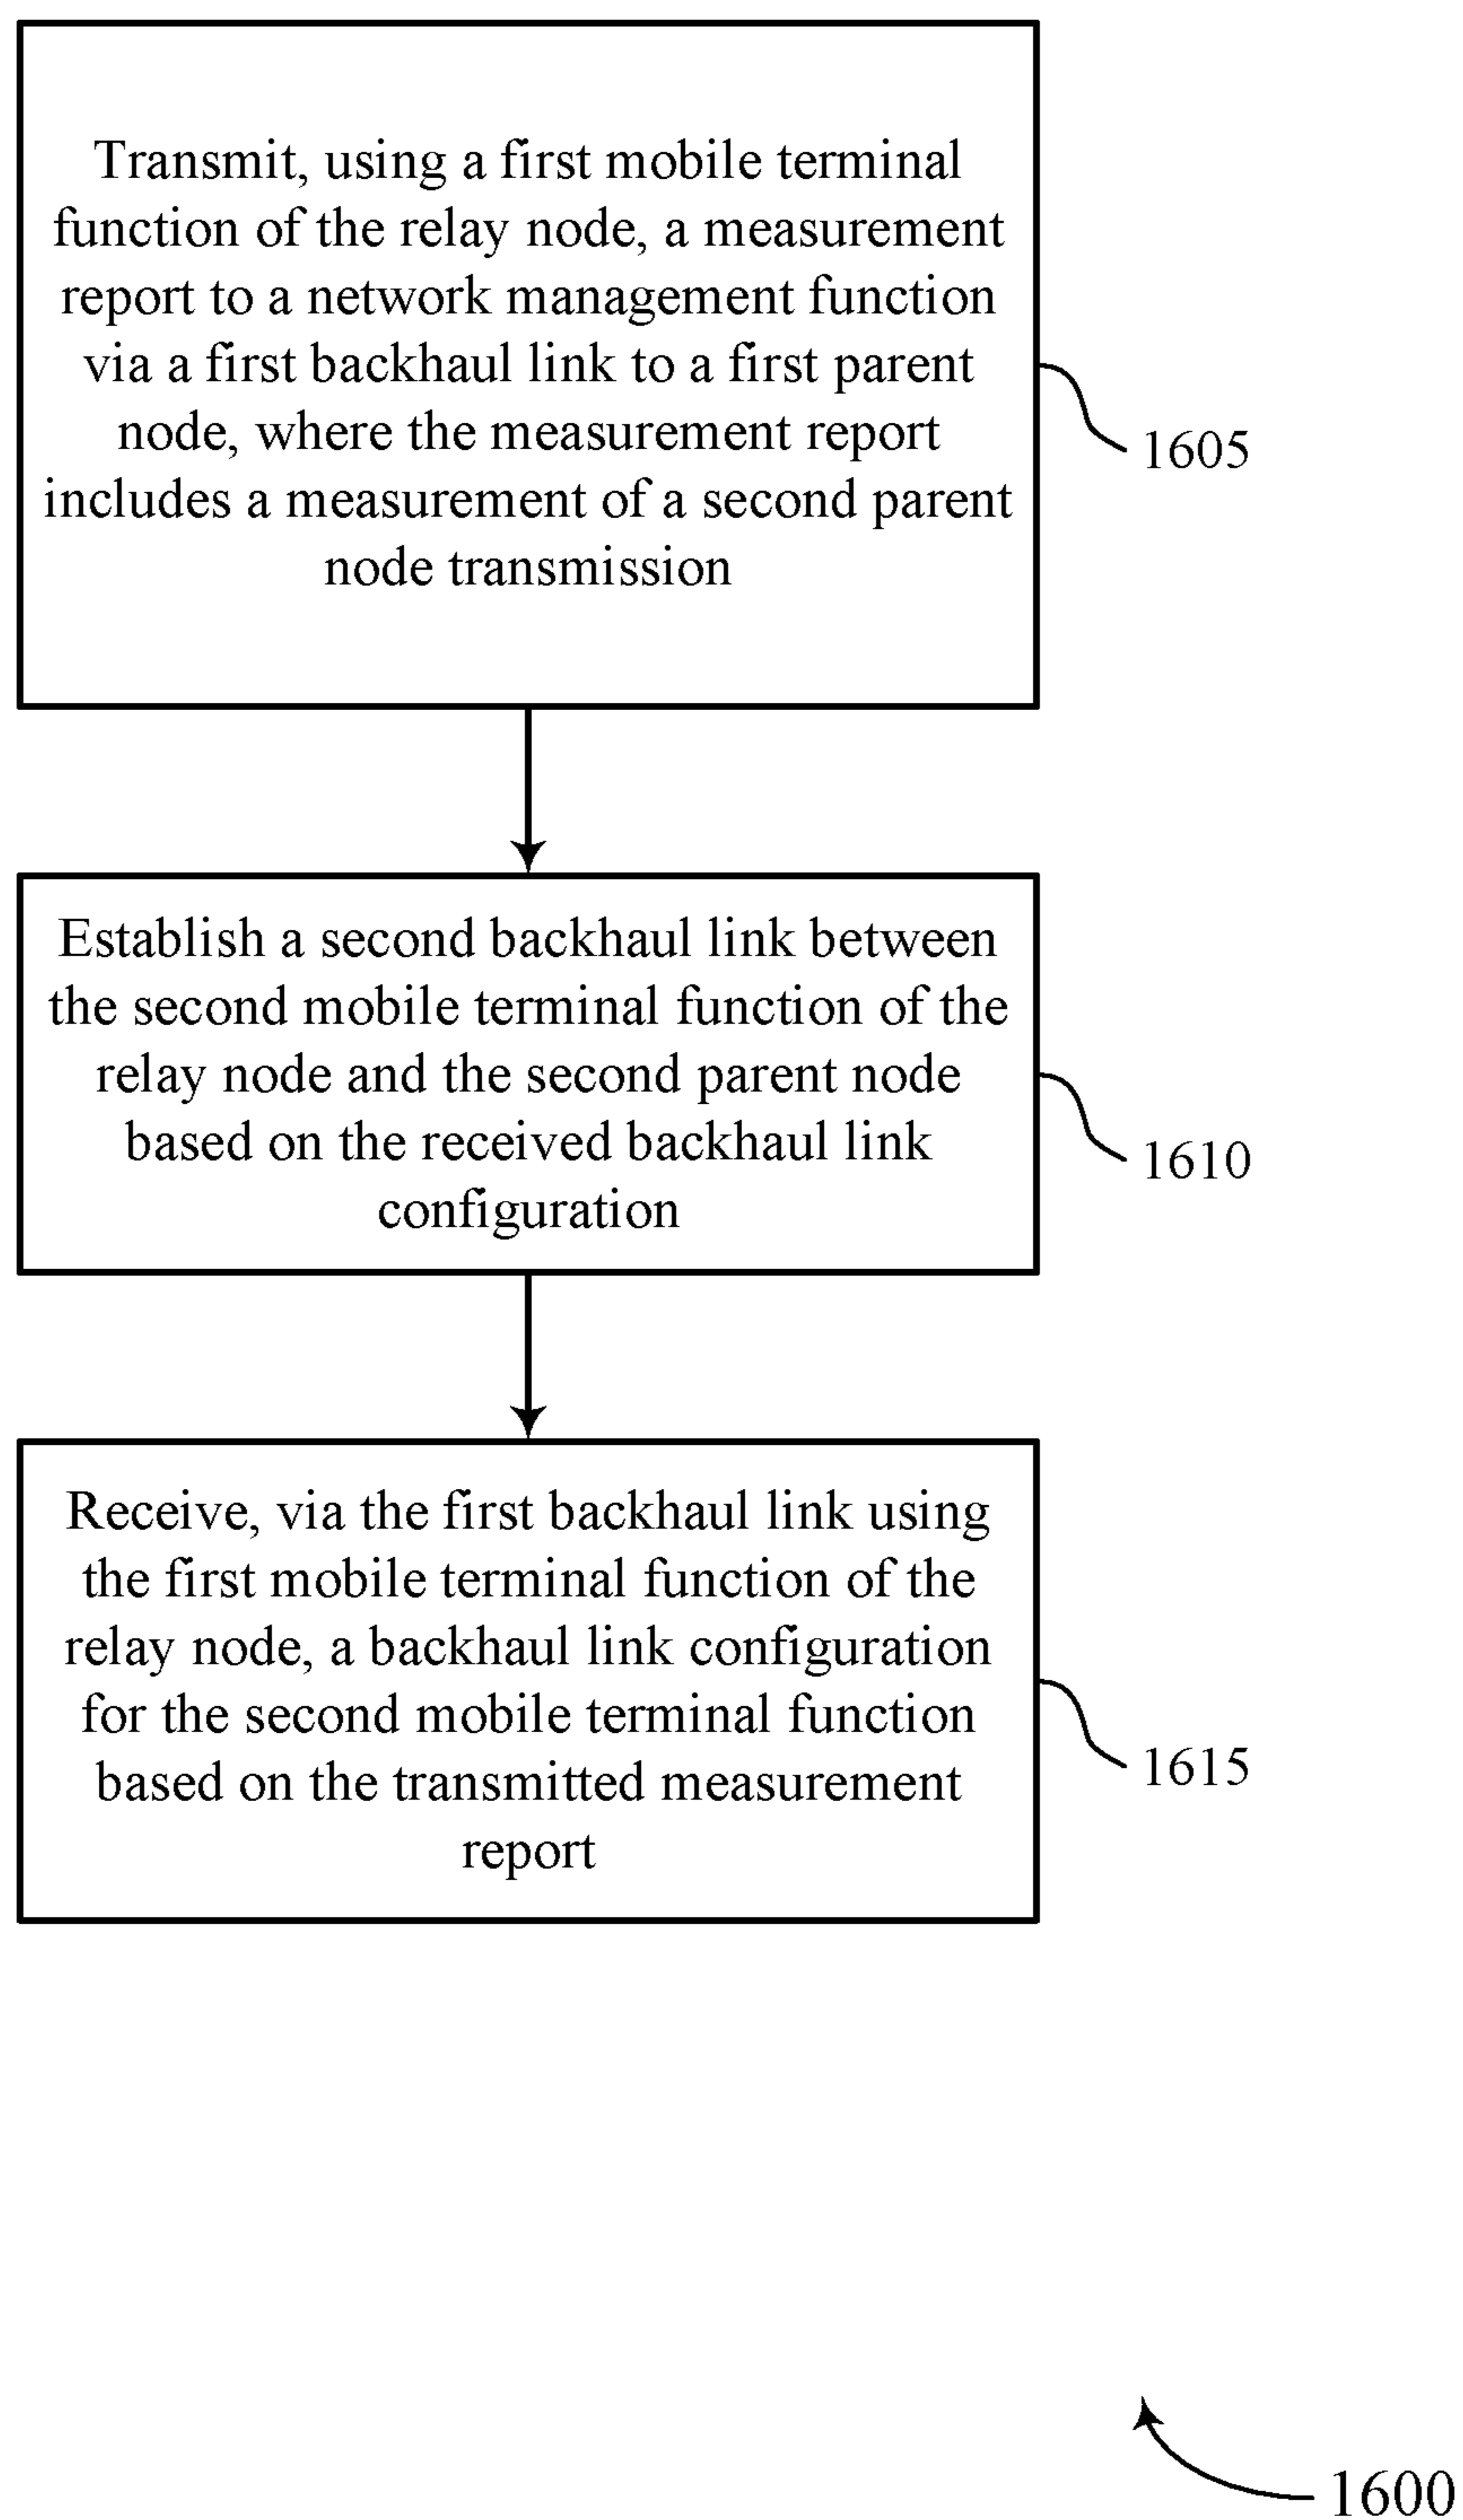 Transmit, using a first mobile terminal
function of the relay node, a measurement
report to a network management function
via a first backhaul link to a first parent
node, where the measurement report
includes a measurement of a second parent
node transmission
1605
Establish a second backhaul link between
the second mobile terminal function of the
relay node and the second parent node
based on the received backhaul link
configuration
1610
Receive, via the first backhaul link using
the first mobile terminal function of the
relay node, a backhaul link configuration
for the second mobile terminal function
based on the transmitted measurement
report
1615
1600